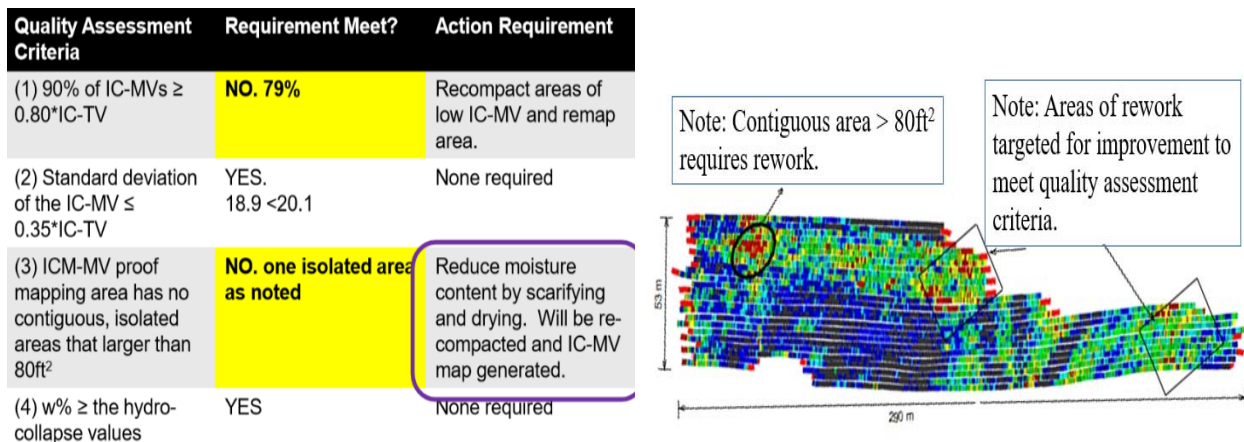 Quality Assessment Requirement Meet? Action Requirement
Criteria
(1) 90% of IC-MVs ≥
0.80*IC-TV
NO. 79%
Recompact areas of
low IC-MV and remap
area.
(2) Standard deviation
of the IC-MV ≤
0.35*IC-TV
YES.
18.9 <20.1
None required
(3) ICM-MV proof
mapping area has no
contiguous, isolated
areas that larger than
80ft²
NO. one isolated area
as noted
Reduce moisture
content by scarifying
and drying. Will be re-
compacted and IC-MV
map generated.
(4) w% ≥ the hydro-
collapse values
YES
None required
Note: Contiguous area > 80ft²
requires rework.
Note: Areas of rework
targeted for improvement to
meet quality assessment
criteria.
53 m
290 m